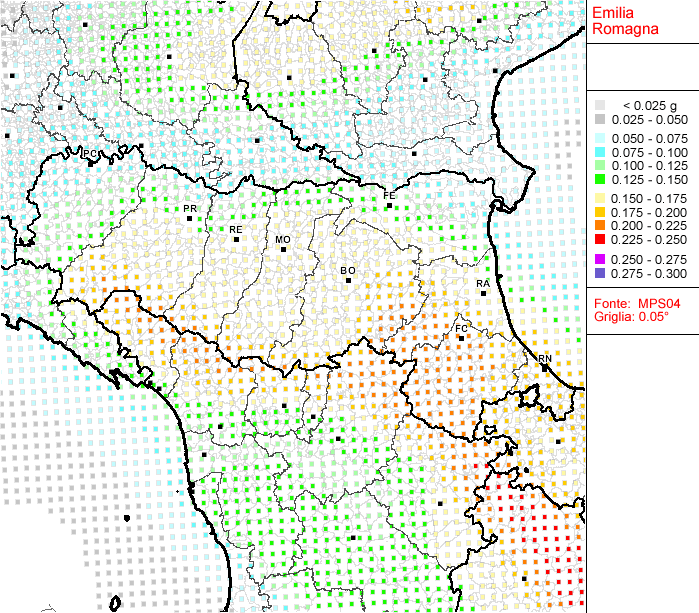 Emilia
Romagna
< 0.025 g
0.025 - 0.050
0.050 - 0.075
0.075 - 0.100
0.100 - 0.125
0.125 - 0.150
0.150 - 0.175
0.175 - 0.200
0.200 - 0.225
0.225 - 0.250
0.250 - 0.275
0.275 - 0.300
Fonte: MPS04
Griglia: 0.05°
PC
PR
RE
MO
FE
BO
RA
FC
RN